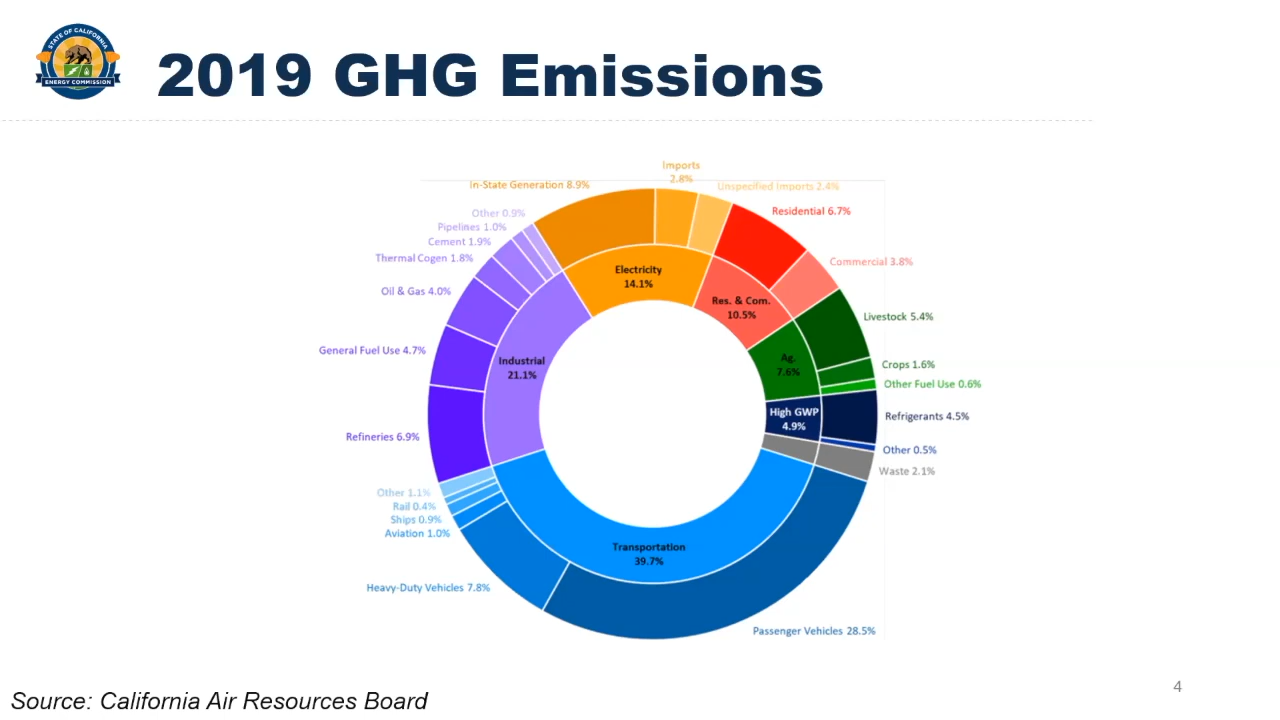 STATE OF CALIFORNIA
ENERGY COMMISSION
2019 GHG Emissions
Imports
2.8%
In-State Generation 8.9%
Unspecified Imports 2.4%
Residential 6.7%
Other 0.9%
Pipelines 1.0%
Cement 1.9%
Thermal Cogen 1.8%
Commercial 3.8%
Electricity
14.1%
Oil & Gas 4.0%
Res. & Com.
10.5%
Livestock 5.4%
General Fuel Use 4.7%
Industrial
21.1%
Ag.
7.6%
Crops 1.6%
Other Fuel Use 0.6%
High GWP
4.9%
Refrigerants 4.5%
Refineries 6.9%
Other 0.5%
Waste 2.1%
Other 1.1%
Rail 0.4%
Ships 0.9%
Aviation 1.0%
Transportation
39.7%
Heavy-Duty Vehicles 7.8%
Passenger Vehicles 28.5%
4
Source: California Air Resources Board